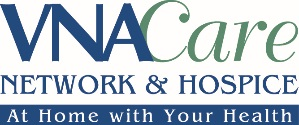 VNACare
NETWORK & HOSPICE
At Home with Your Health